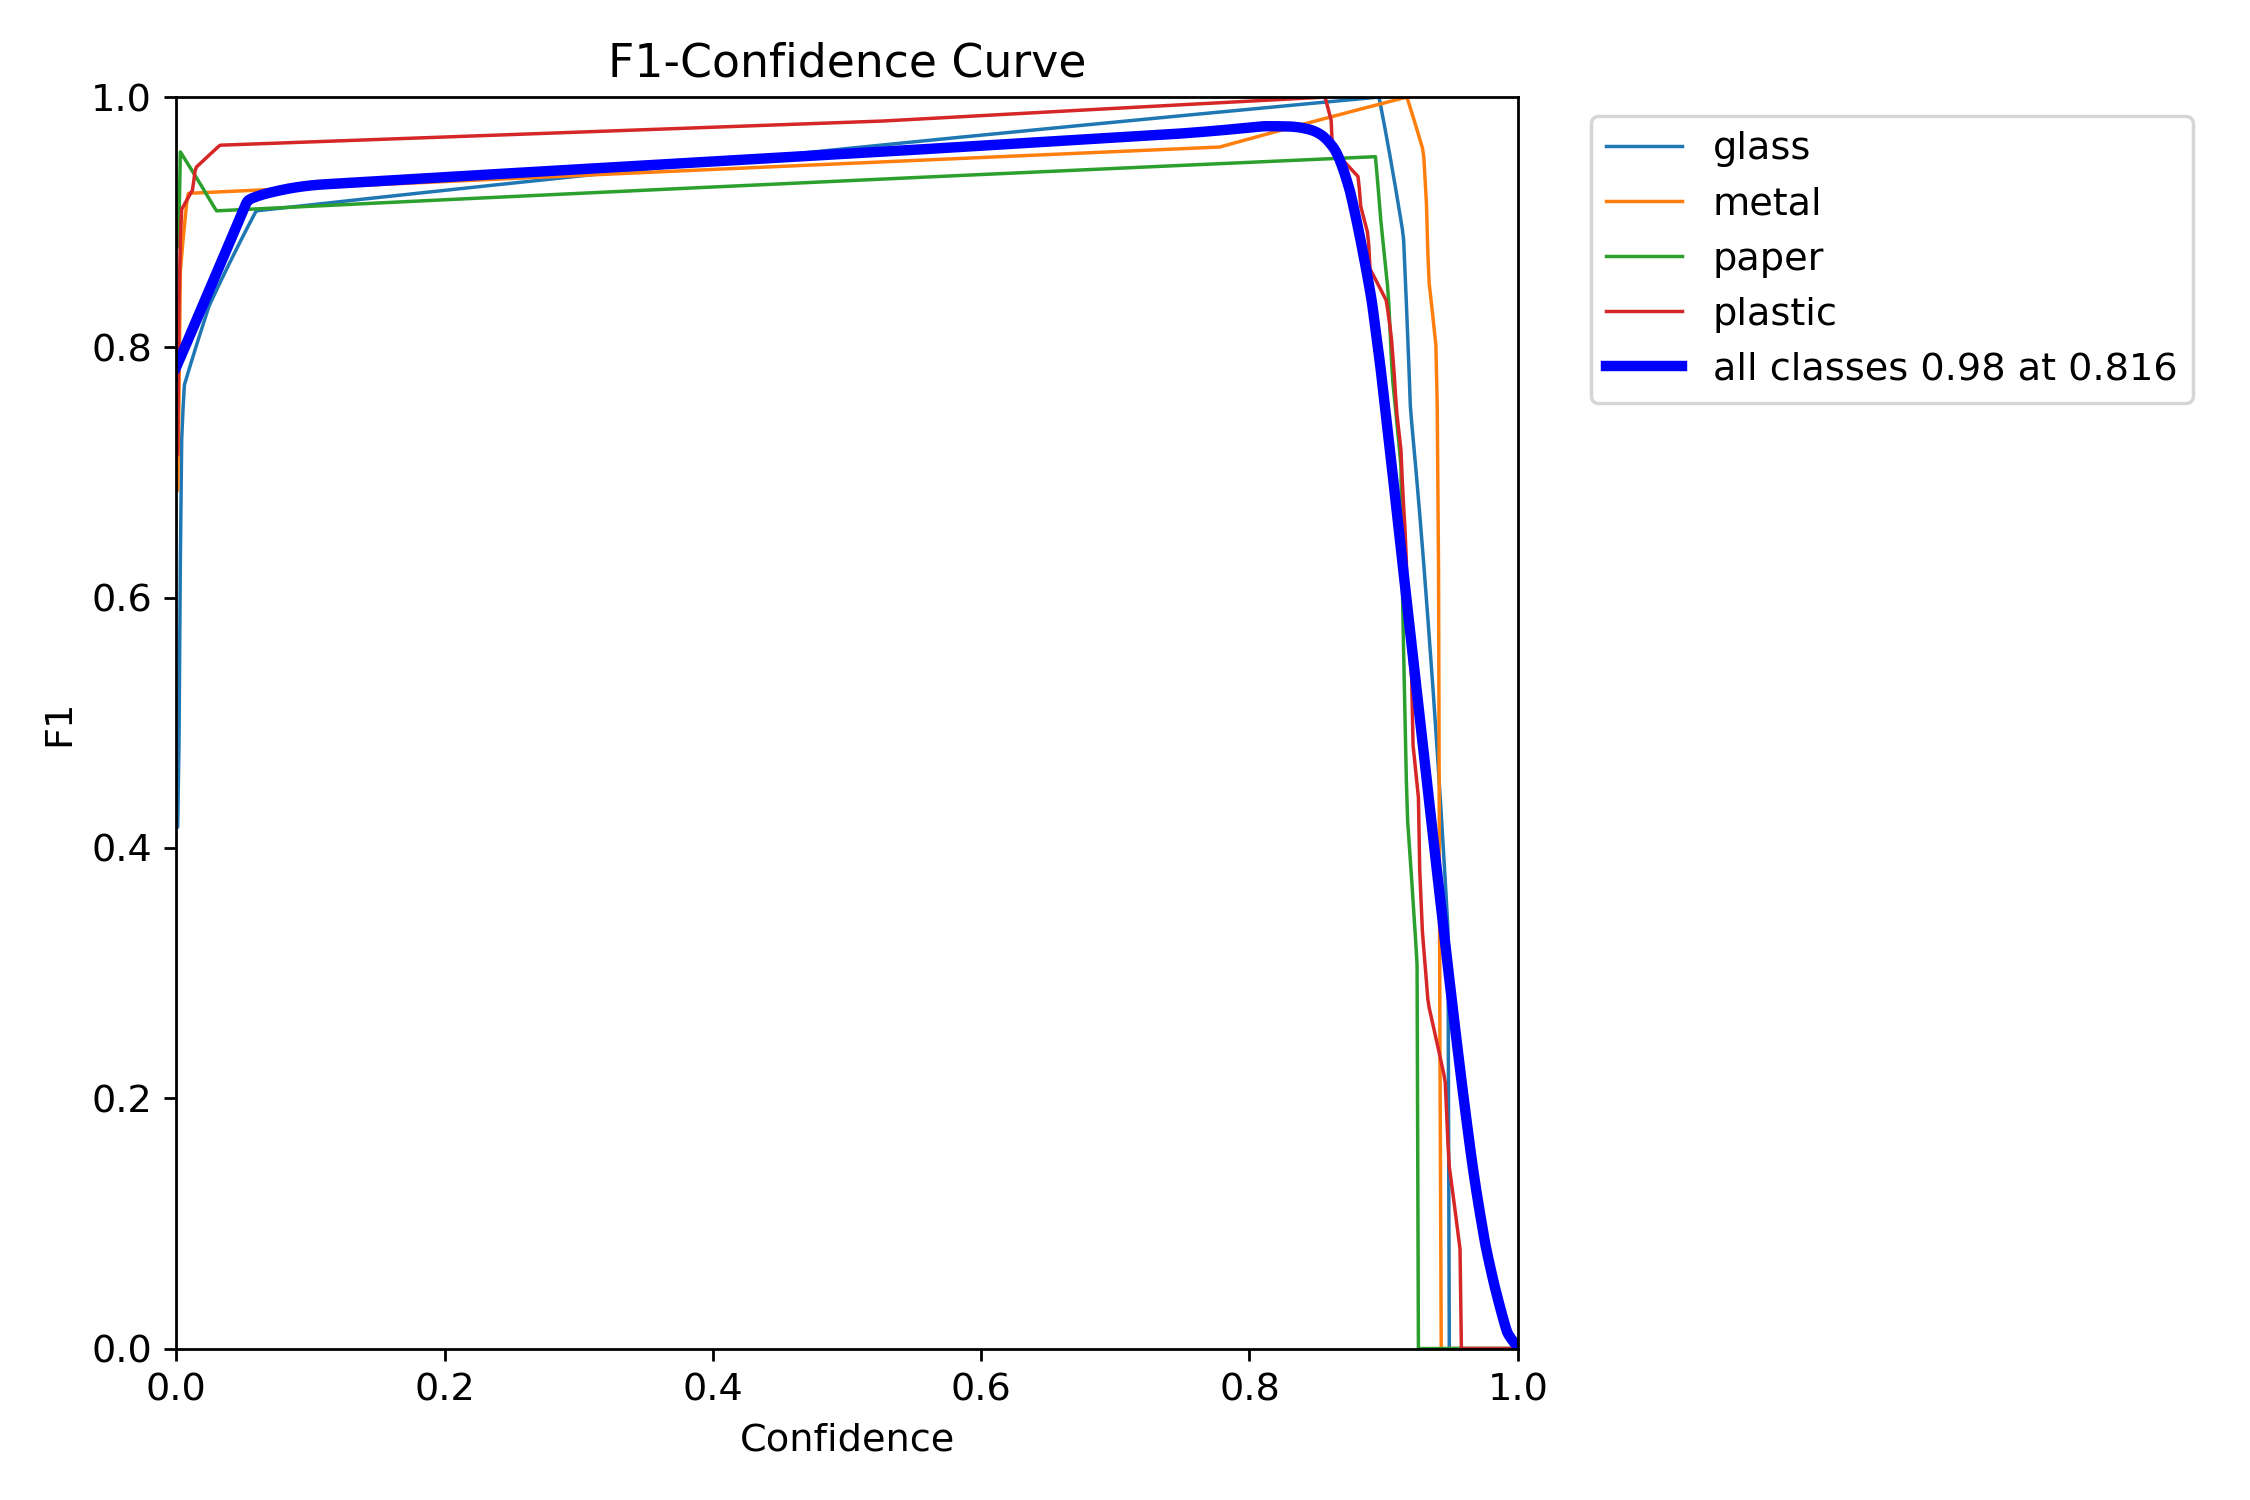 F1-Confidence Curve
1.0
0.8
0.6
0.4
0.2
0.0
F1
0.0 0.2 0.4 0.6 0.8 1.0
Confidence
glass
metal
paper
plastic
all classes 0.98 at 0.816